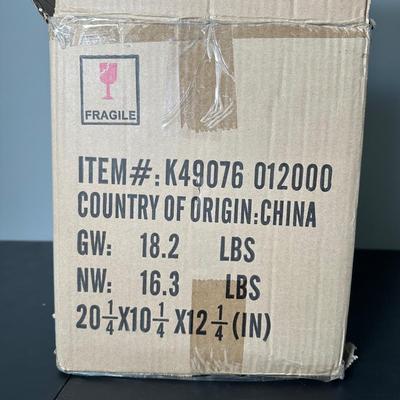 FRAGILE
ITEM#: K49076 012000
COUNTRY OF ORIGIN:CHINA
GW: 18.2 LBS
NW: 16.3 LBS
20 1/4 X10 1/4 X12 1/4 (IN)